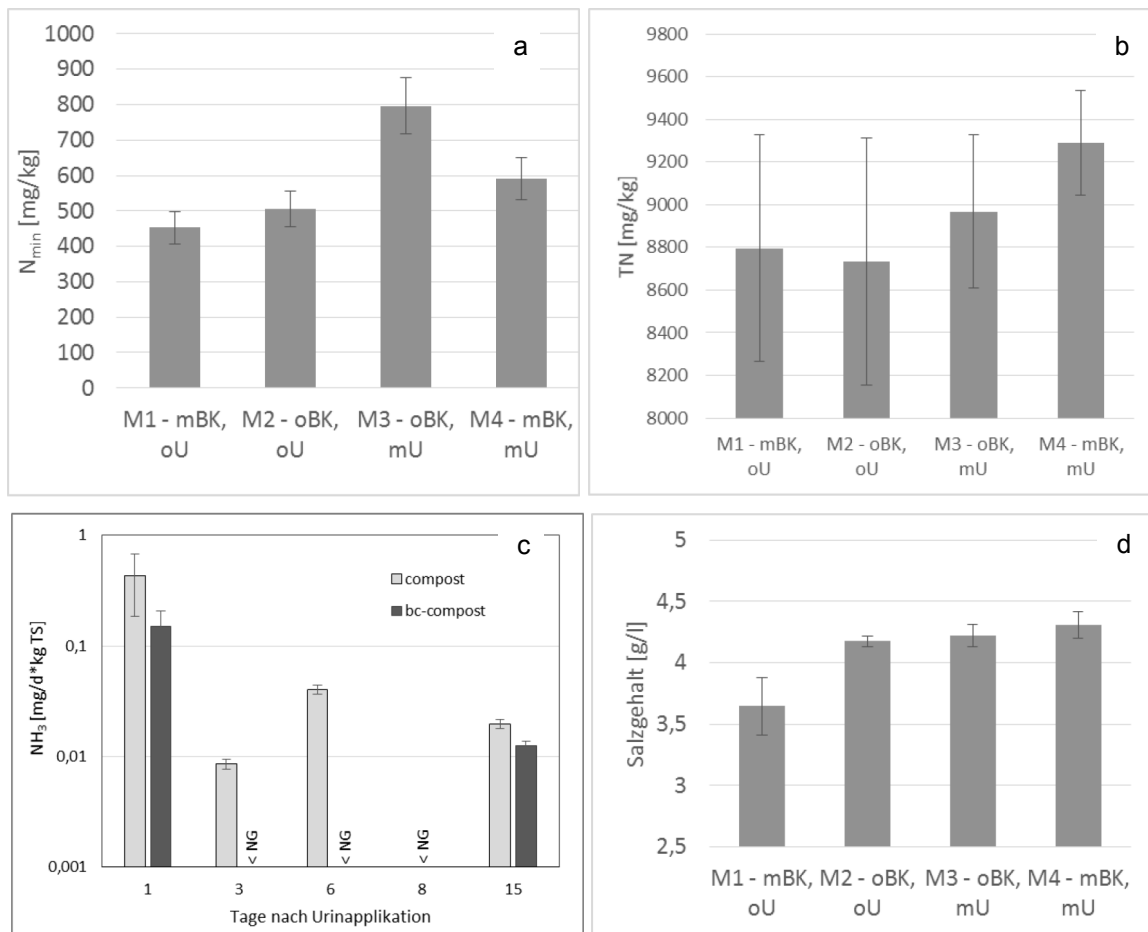 a
1000
900
800
700
600
500
400
300
200
100
0
Nmin [mg/kg]
M1 - mBK, M2 - oBK, M3 - oBK, M4 - mBK,
oU oU mU mU
b
9800
9600
9400
9200
9000
8800
8600
8400
8200
8000
TN [mg/kg]
M1 - mBK, M2 - oBK, M3 - oBK, M4 - mBK,
oU oU mU mU
c
1
0,1
0,01
0,001
NH3 [mg/d*kg TS]
compost
bc-compost
< NG
< NG
< NG
1 3 6 8 15
Tage nach Urinapplikation
d
5
4,5
4
3,5
3
2,5
Salzgehalt [g/l]
M1 - mBK, M2 - oBK, M3 - oBK, M4 - mBK,
oU oU mU mU